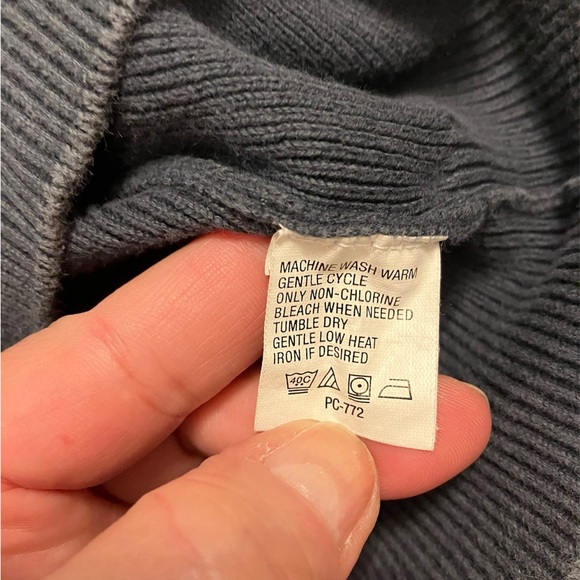 MACHINE WASH WARM
GENTLE CYCLE
ONLY NON-CHLORINE
BLEACH WHEN NEEDED
TUMBLE DRY
GENTLE LOW HEAT
IRON IF DESIRED
40C
PC-772